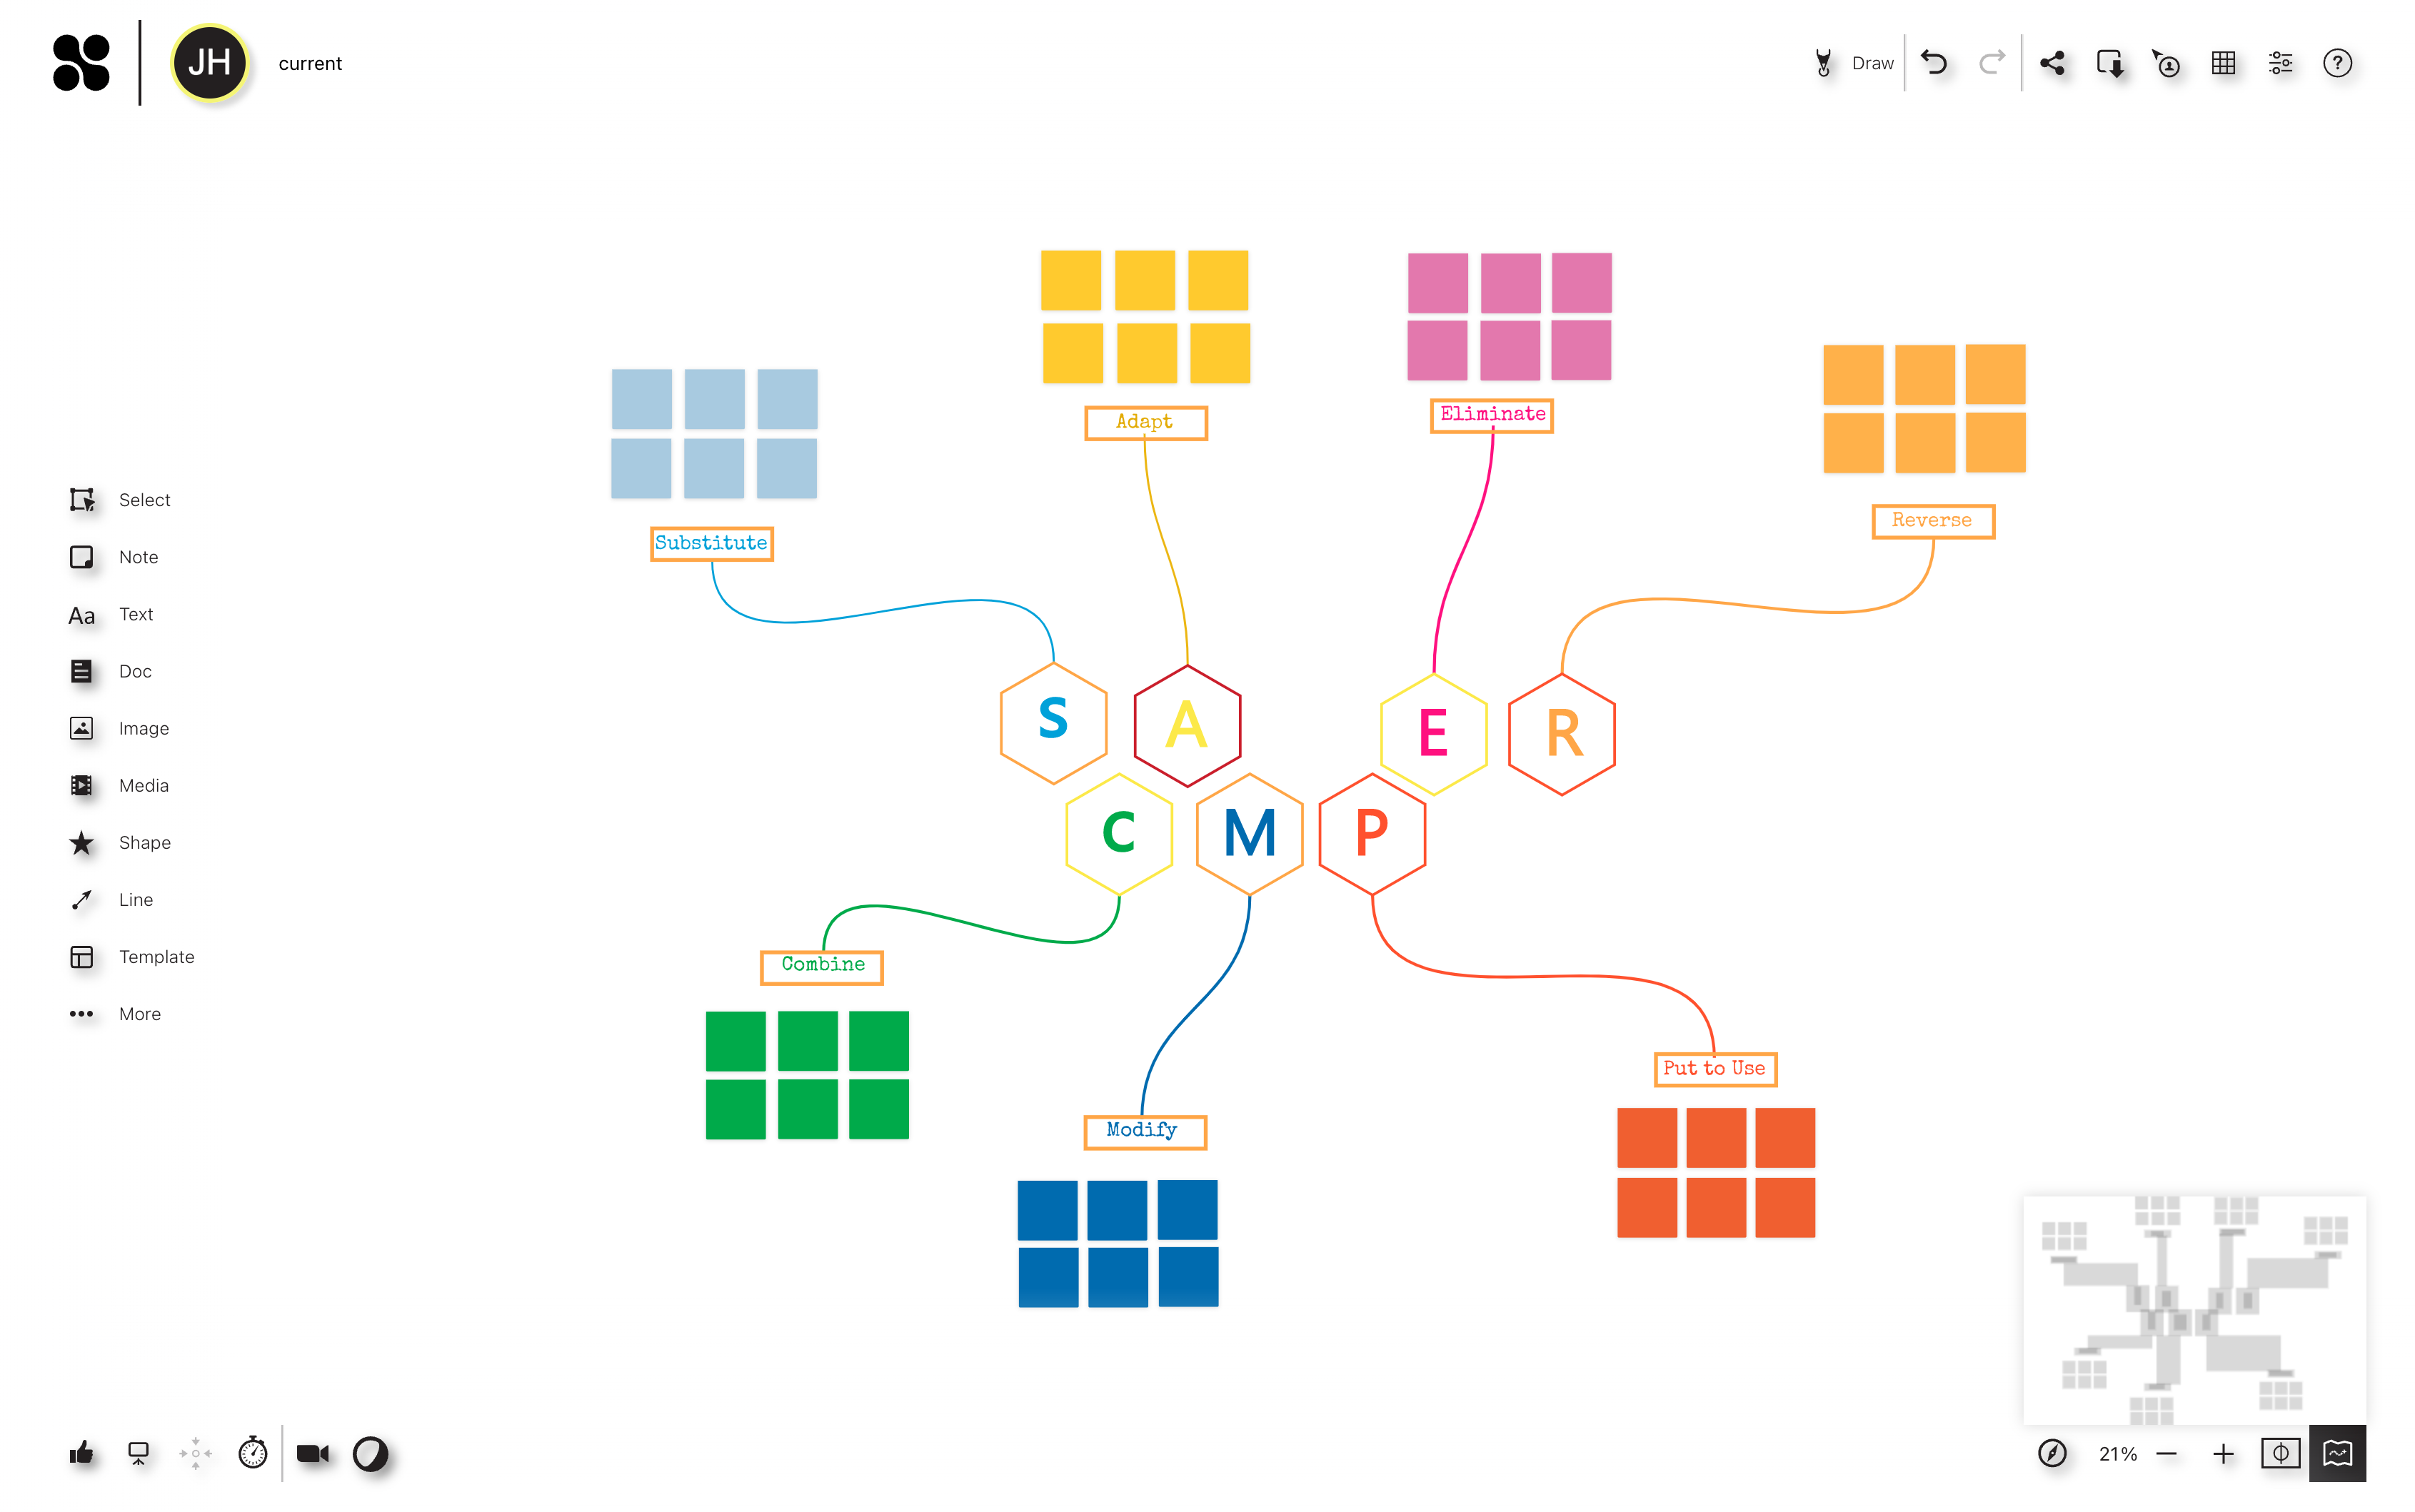 JH
current
Draw
Adapt
Eliminate
Substitute
Reverse
Select
Note
Aa Text
Doc
Image
Media
Shape
Line
Template
More
S A E R
C M P
Combine
Put to Use
Modify
21%